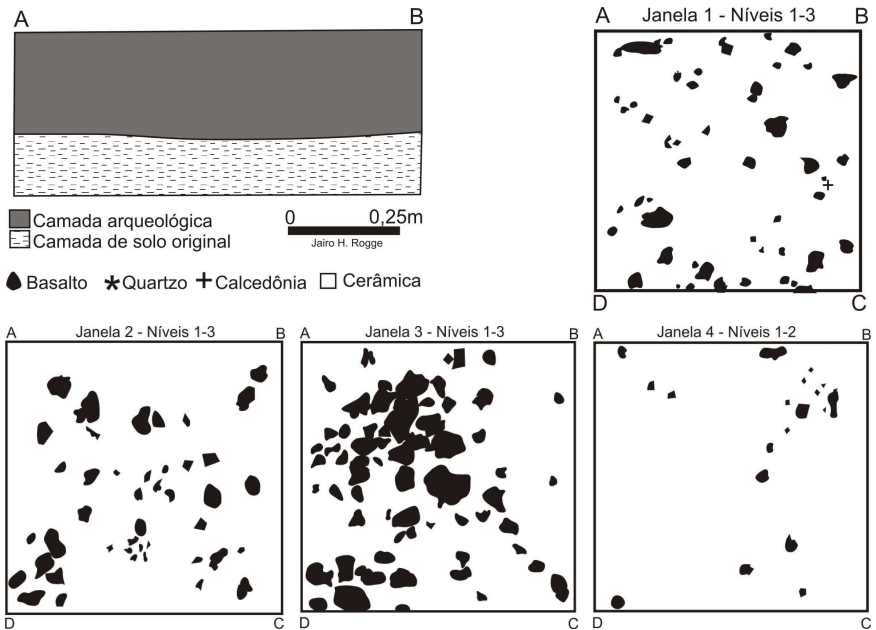 A B
Camada arqueológica
Camada de solo original
0 0,25m
Jairo H. Rogge
Basalto Quartzo Calcedônia Cerâmica
Janela 1 - Níveis 1-3
A B
D C
Janela 2 - Níveis 1-3
A B
D C
Janela 3 - Níveis 1-3
A B
D C
Janela 4 - Níveis 1-2
A B
D C